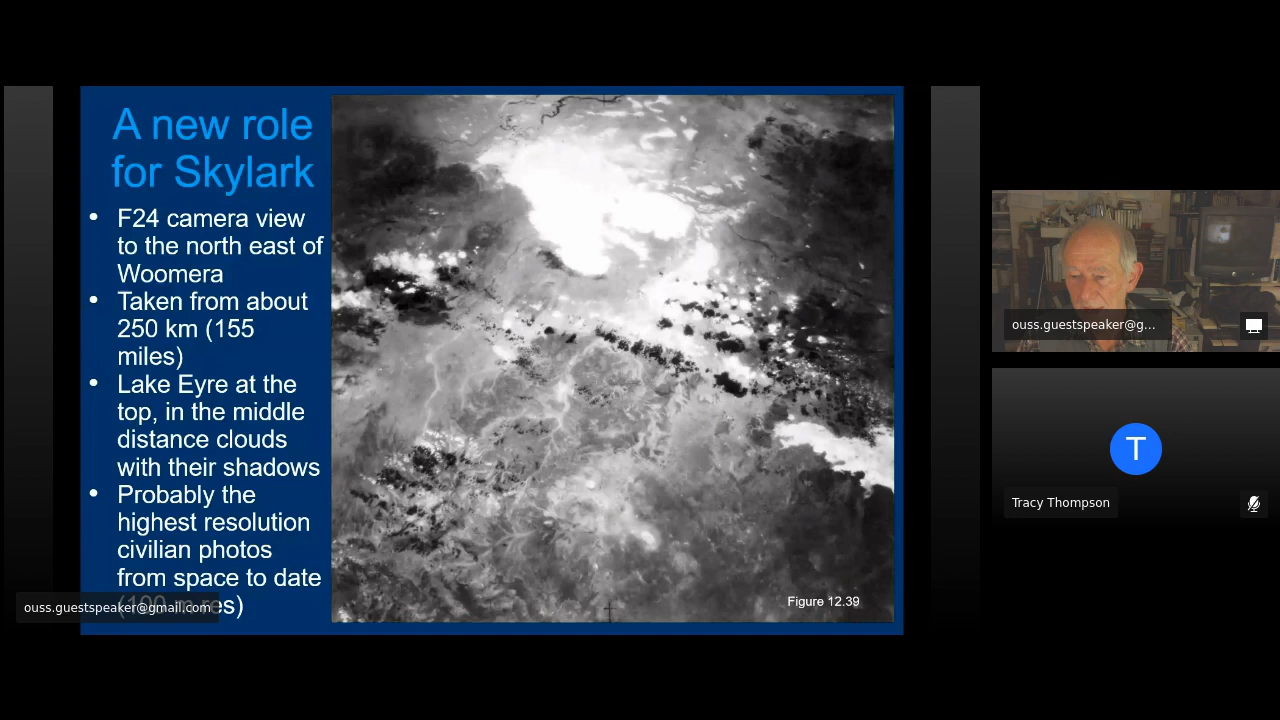 A new role
for Skylark
• F24 camera view
to the north east of
Woomera
• Taken from about
250 km (155
miles)
• Lake Eyre at the
top, in the middle
distance clouds
with their shadows
• Probably the
highest resolution
civilian photos
from space to date
ouss.guestspeaker@gmail.com
Figure 12.39
ouss.guestspeaker@g...
T
Tracy Thompson